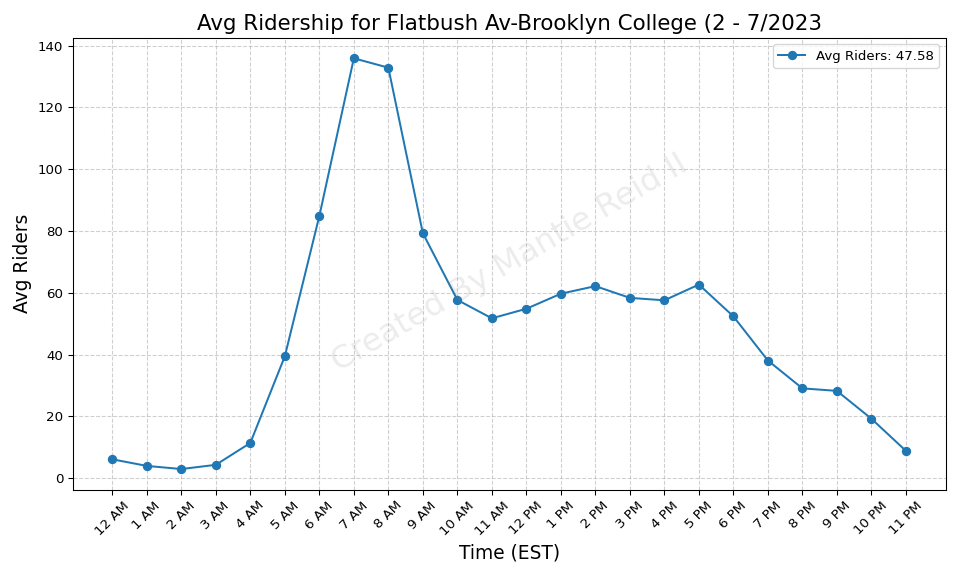 Avg Ridership for Flatbush Av-Brooklyn College (2 - 7/2023
Avg Riders: 47.58
140
120
100
80
60
40
20
0
Avg Riders
Created By Mantie Reid II
12 AM
1 AM
2 AM
3 AM
4 AM
5 AM
6 AM
7 AM
8 AM
9 AM
10 AM
11 AM
12 PM
1 PM
2 PM
3 PM
4 PM
5 PM
6 PM
7 PM
8 PM
9 PM
10 PM
11 PM
Time (EST)